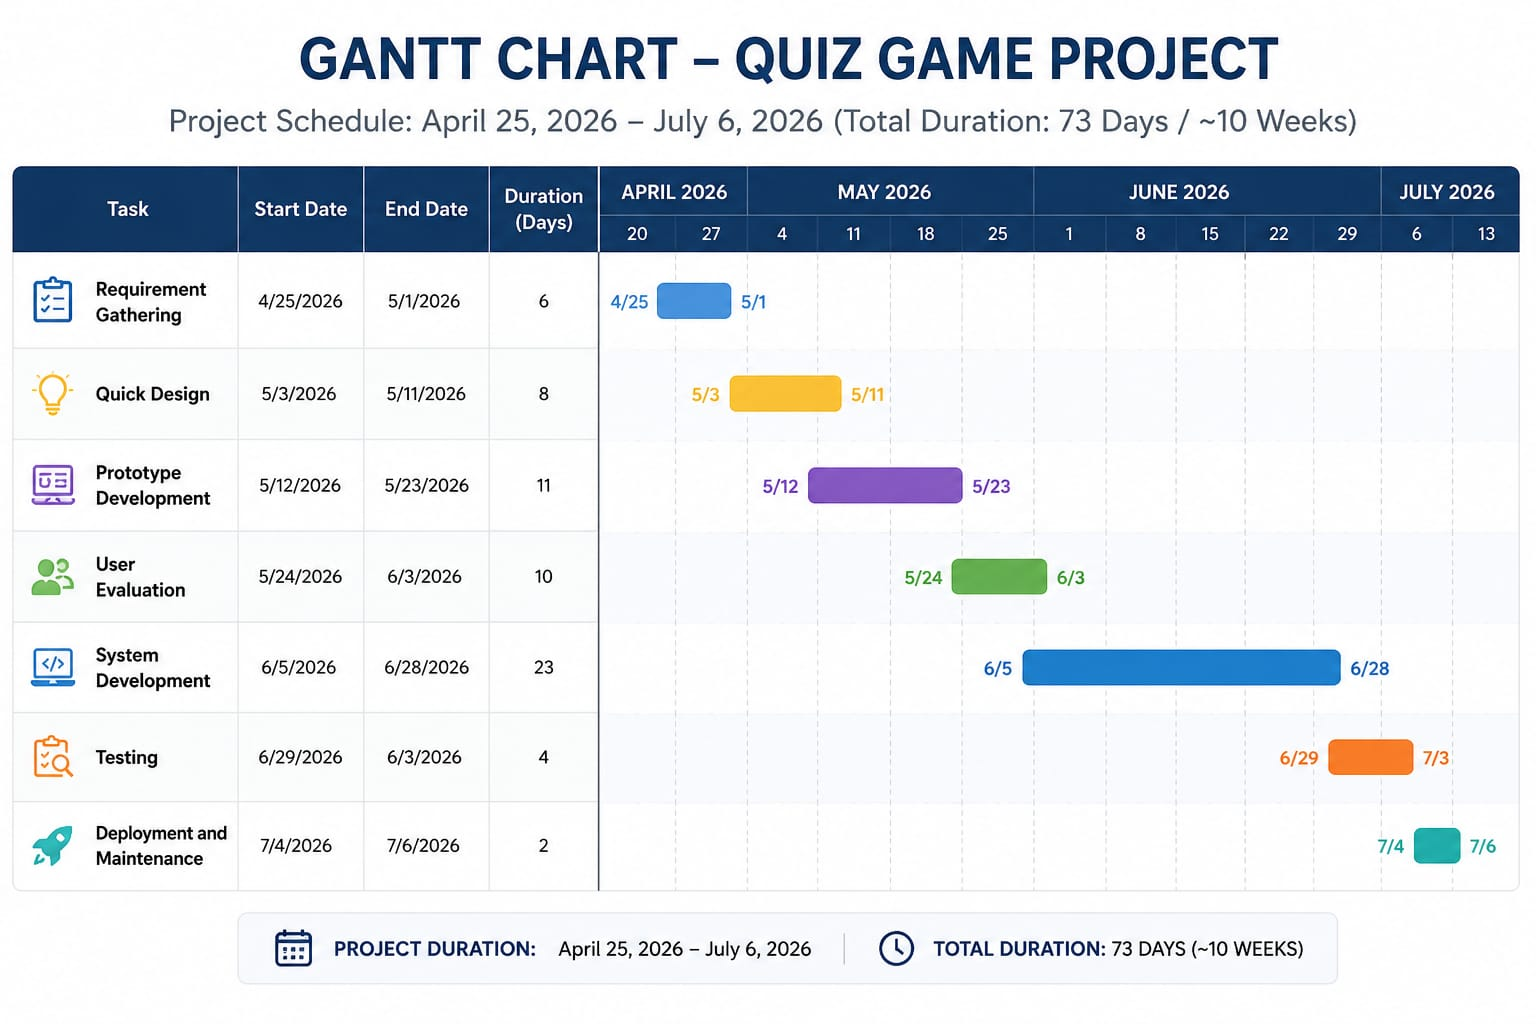 GANTT CHART – QUIZ GAME PROJECT
Project Schedule: April 25, 2026 – July 6, 2026 (Total Duration: 73 Days / ~10 Weeks)
Task Start Date End Date Duration (Days) APRIL 2026 MAY 2026 JUNE 2026 JULY 2026
20 27 4 11 18 25 1 8 15 22 29 6 13
Requirement
Gathering
4/25/2026 5/1/2026 6 4/25 5/1
Quick Design 5/3/2026 5/11/2026 8 5/3 5/11
Prototype
Development
5/12/2026 5/23/2026 11 5/12 5/23
User
Evaluation
5/24/2026 6/3/2026 10 5/24 6/3
System
Development
6/5/2026 6/28/2026 23 6/5 6/28
Testing 6/29/2026 6/3/2026 4 6/29 7/3
Deployment and
Maintenance
7/4/2026 7/6/2026 2 7/4 7/6
PROJECT DURATION: April 25, 2026 – July 6, 2026 TOTAL DURATION: 73 DAYS (~10 WEEKS)